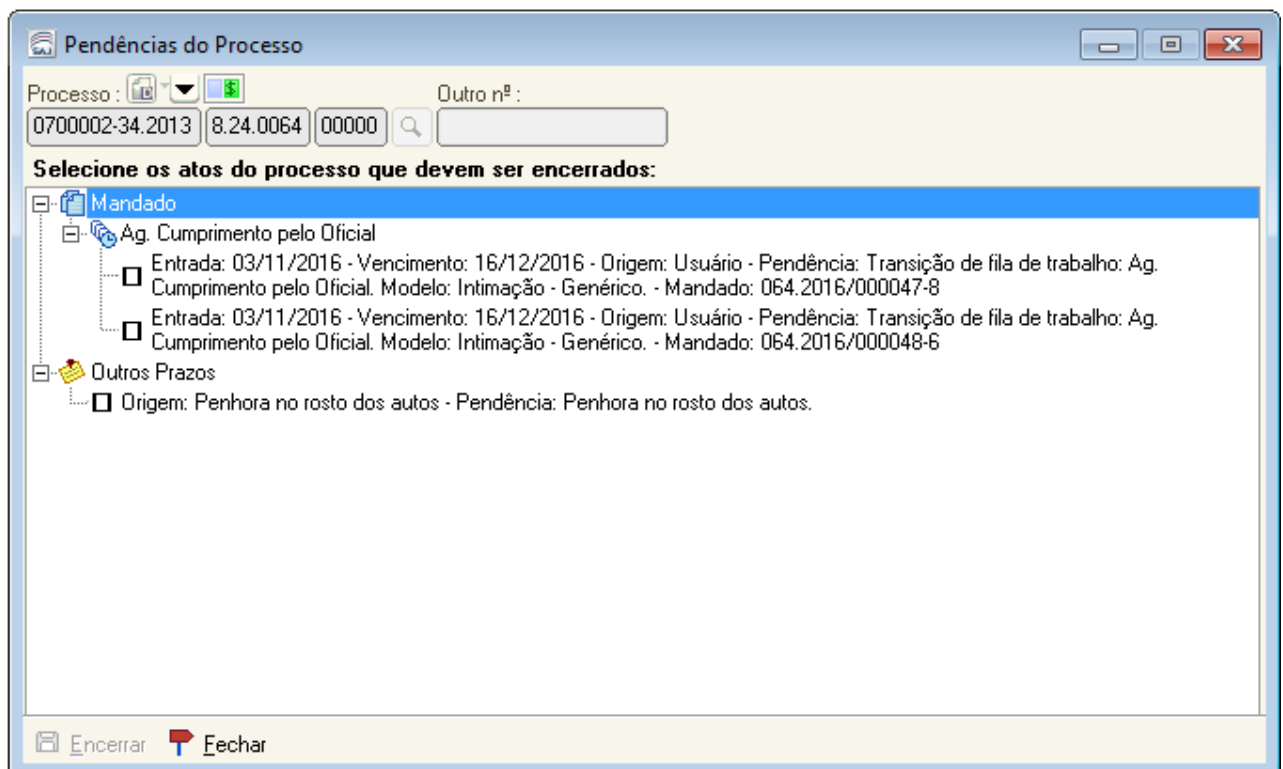 Pendências do Processo
Processo :
Outro nº :
0700002-34.2013 8.24.0064 00000
Selecione os atos do processo que devem ser encerrados:
Mandado
Ag. Cumprimento pelo Oficial
Entrada: 03/11/2016 - Vencimento: 16/12/2016 - Origem: Usuário - Pendência: Transição de fila de trabalho: Ag.
Cumprimento pelo Oficial. Modelo: Intimação - Genérico. - Mandado: 064.2016/000047-8
Entrada: 03/11/2016 - Vencimento: 16/12/2016 - Origem: Usuário - Pendência: Transição de fila de trabalho: Ag.
Cumprimento pelo Oficial. Modelo: Intimação - Genérico. - Mandado: 064.2016/000048-6
Outros Prazos
Origem: Penhora no rosto dos autos - Pendência: Penhora no rosto dos autos.
Encerrar Fechar